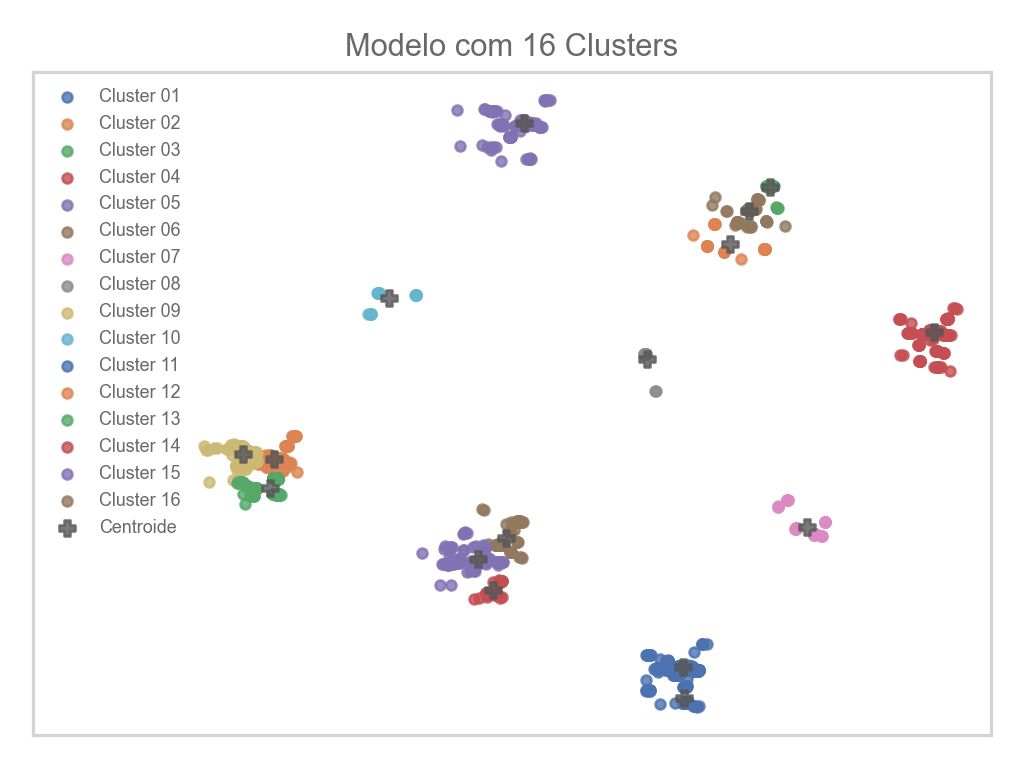 Modelo com 16 Clusters
Cluster 01
Cluster 02
Cluster 03
Cluster 04
Cluster 05
Cluster 06
Cluster 07
Cluster 08
Cluster 09
Cluster 10
Cluster 11
Cluster 12
Cluster 13
Cluster 14
Cluster 15
Cluster 16
Centroide